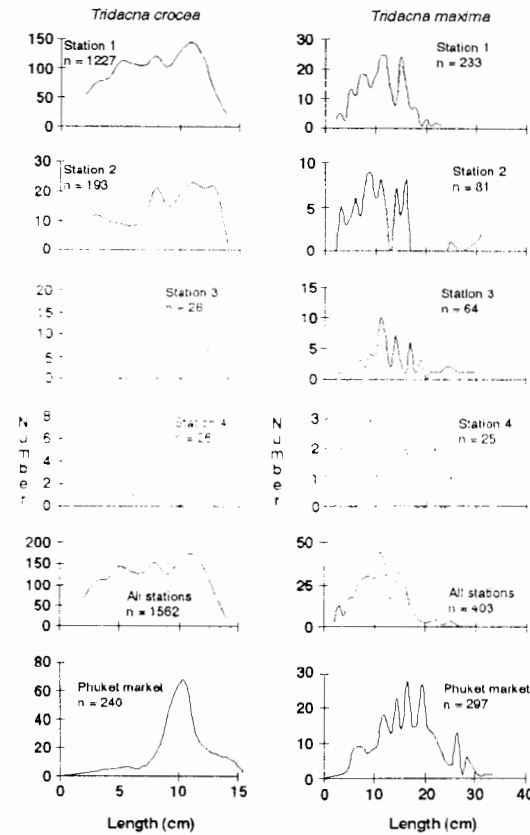 Tridacna crocea
Tridacna maxima
150
100
50
0
Station 1
n = 1227
30
20
10
0
Station 1
n = 233
30
20
10
0
Station 2
n = 193
10
5
0
Station 2
n = 81
20
15
10
5
0
Station 3
n = 26
15
10
5
0
Station 3
n = 64
Number
8
6
4
2
0
Station 4
n = 26
Number
3
2
1
0
Station 4
n = 25
200
150
100
50
0
All stations
n = 1562
50
25
0
All stations
n = 403
80
60
40
20
0
Phuket market
n = 240
0 5 10 15
Length (cm)
30
20
10
0
Phuket market
n = 297
0 10 20 30 40
Length (cm)